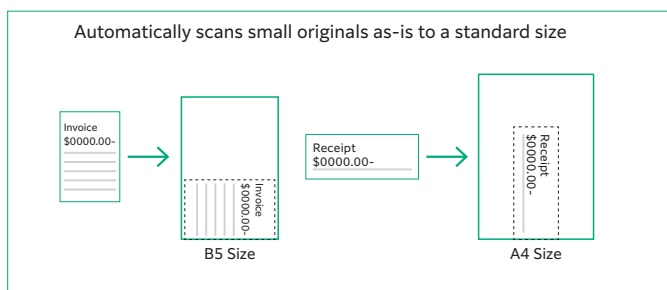 Automatically scans small originals as-is to a standard size
Invoice
$0000.00-
Invoice
$0000.00-
B5 Size
Receipt
$0000.00-
Receipt
$0000.00-
A4 Size